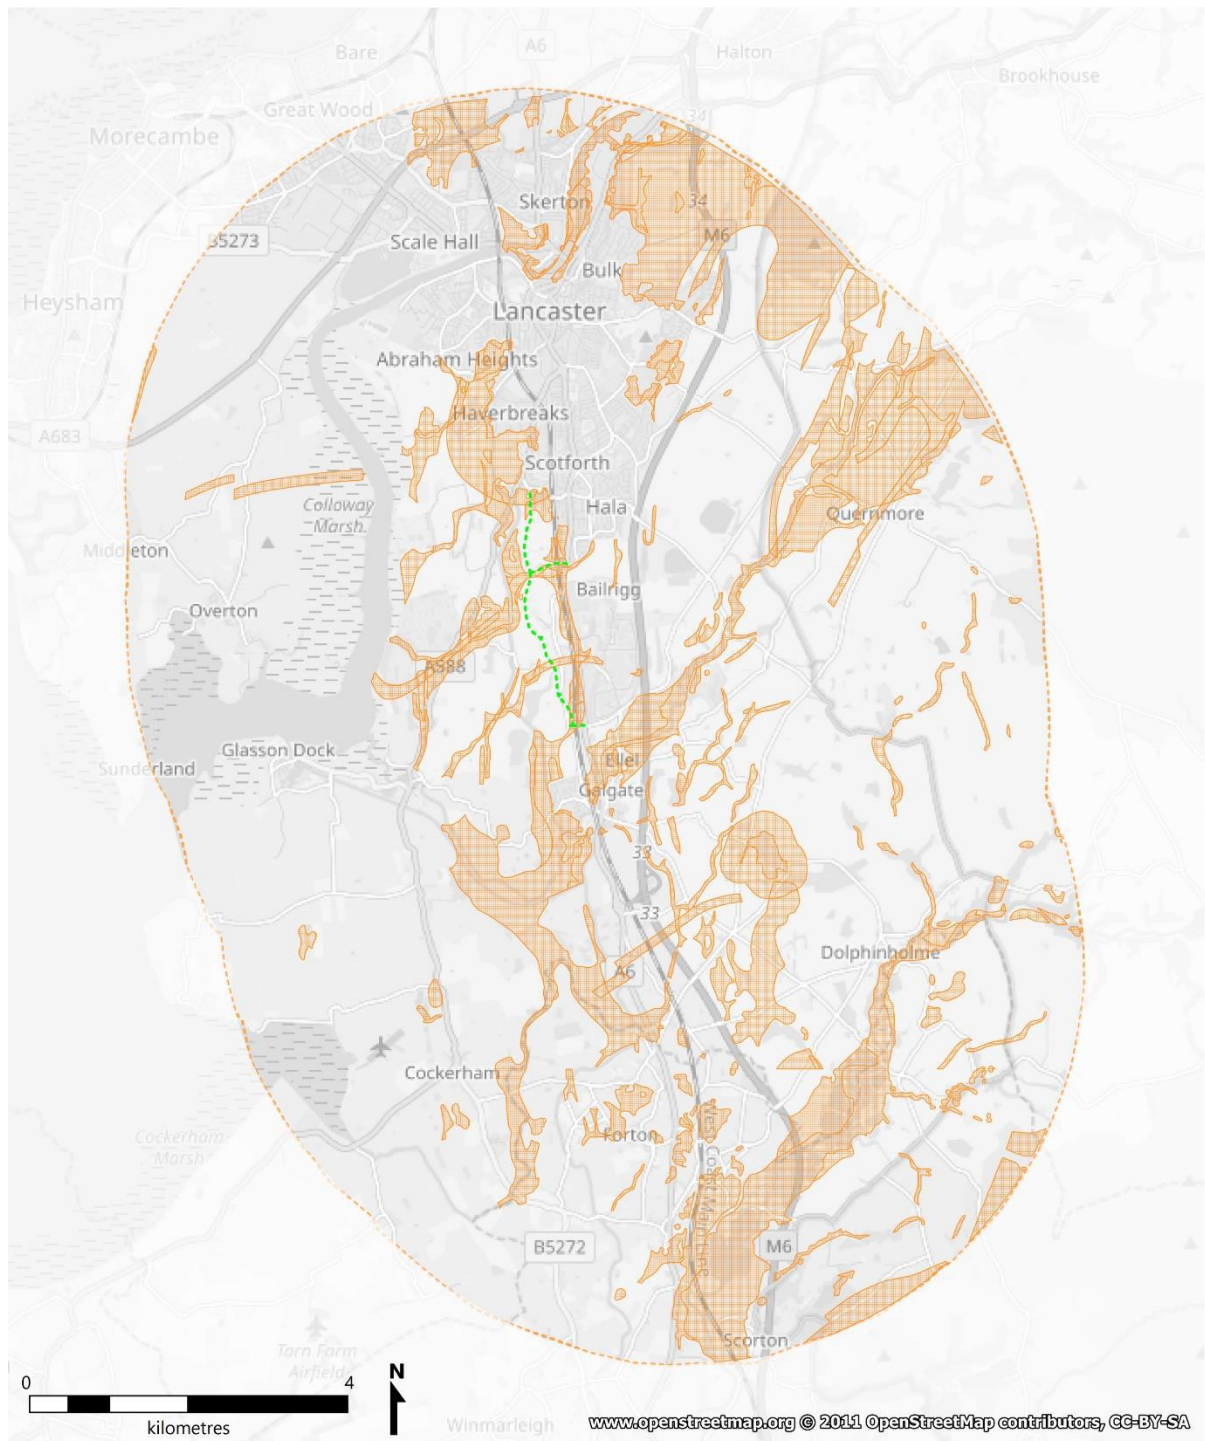 Bare
A6
Halton
Brookhouse
Great Wood
Morecambe
34
Skerton
34
B5273
Scale Hall
M6
Bulk
Heysham
Lancaster
Abraham Heights
Haverbreaks
A683
Scotforth
Colloway
Marsh
Hala
Quernmore
Middleton
Bailrigg
Overton
A588
Glasson Dock
Sunderland
Ellel
Galgate
33
33
Dolphinholme
A6
Cockerham
Cockerham
Marsh
Forton
West Coast Main Line
B5272
M6
Scorton
Tarn Farm
Airfield
0
4
kilometres
N
Winmarleigh
www.openstreetmap.org © 2011 OpenStreetMap contributors, CC-BY-SA